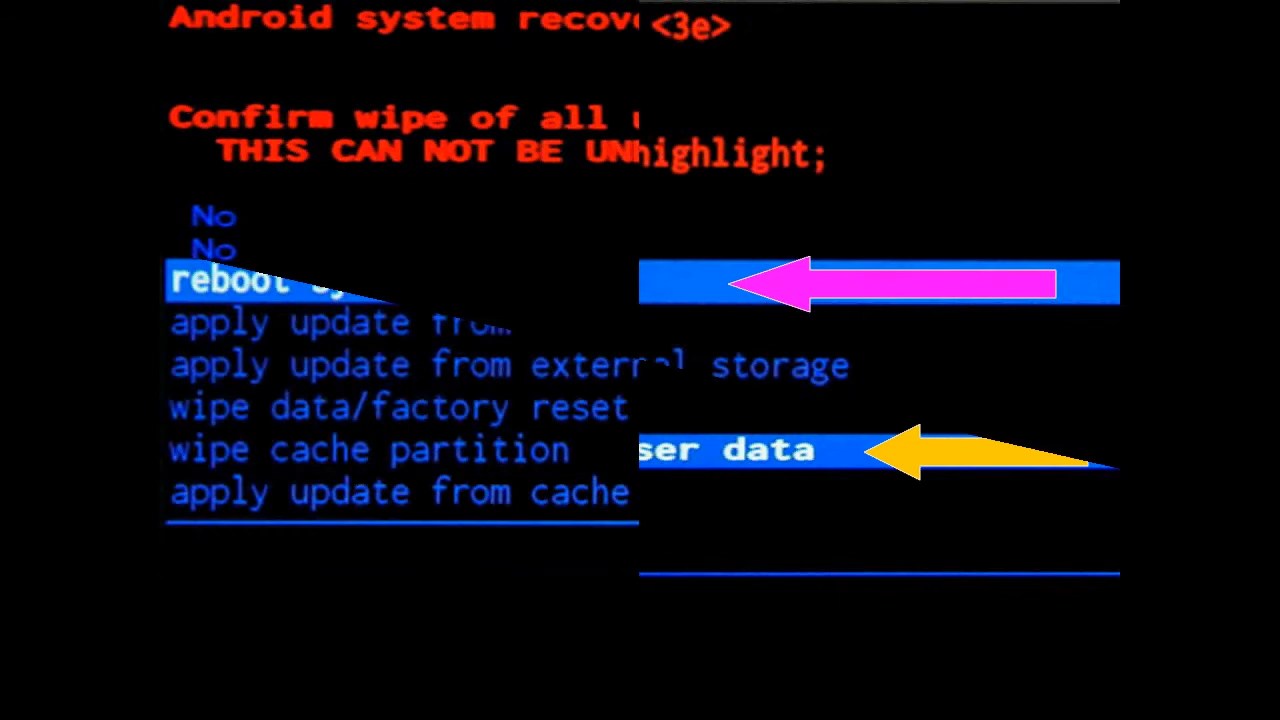 Android system recov <3e>
Confirm wipe of all
THIS CAN NOT BE UN highlight;
No
No
reboot
apply update from
apply update from external storage
wipe data/factory reset
wipe cache partition ser data
apply update from cache